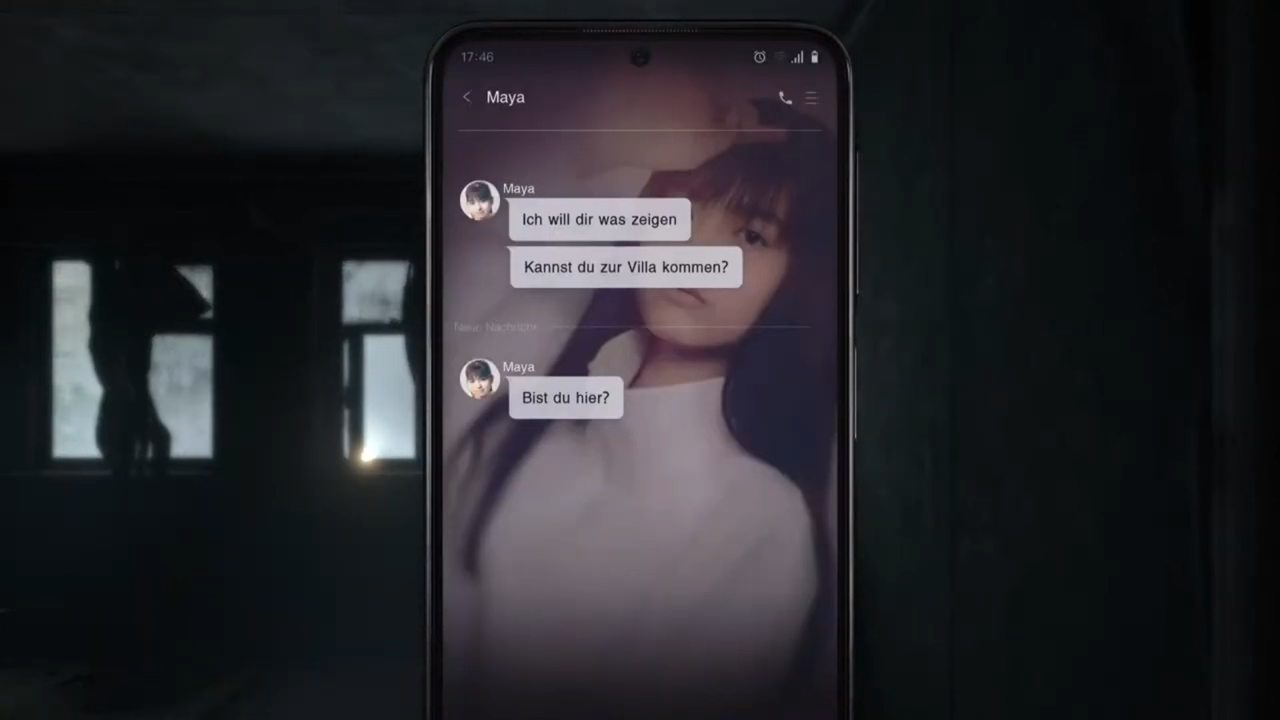 17:46
Maya
Maya
Ich will dir was zeigen
Kannst du zur Villa kommen?
Neue Nachricht
Maya
Bist du hier?